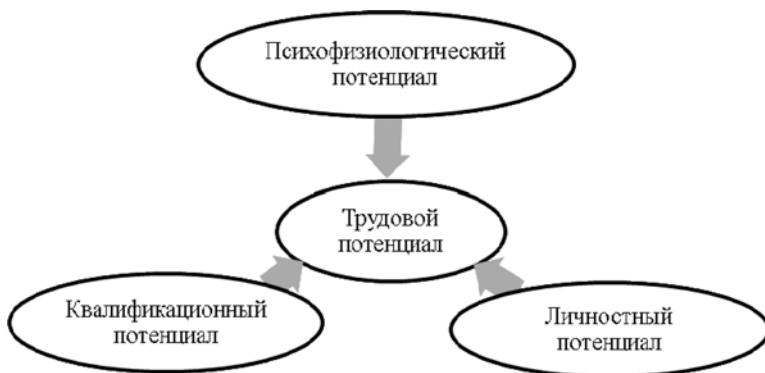 Психофизиологический
потенциал
Трудовой
потенциал
Квалификационный
потенциал
Личностный
потенциал